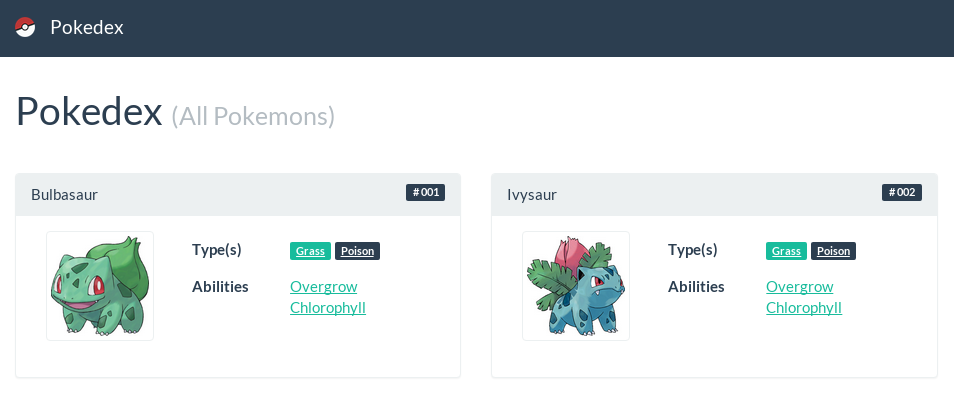 Pokedex
Pokedex (All Pokemons)
Bulbasaur #001
Type(s) Grass Poison
Abilities Overgrow
Chlorophyll
Ivysaur #002
Type(s) Grass Poison
Abilities Overgrow
Chlorophyll